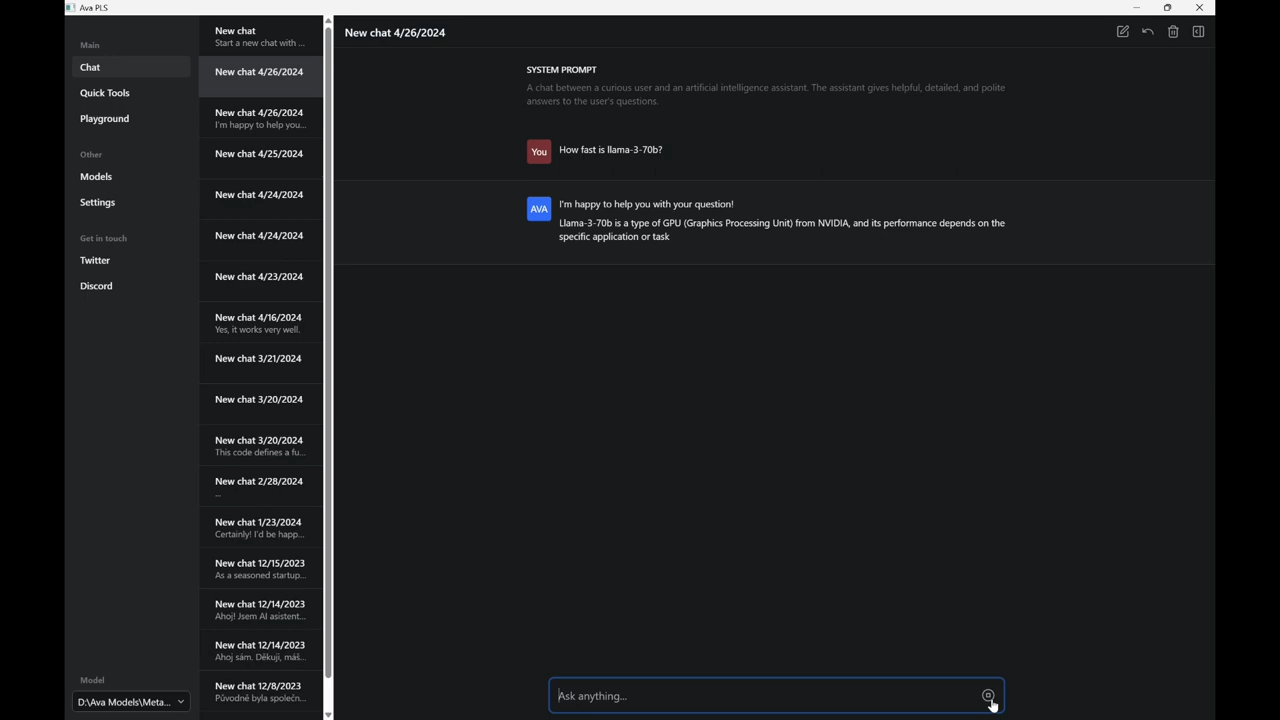 Ava PLS
Main
Chat
Quick Tools
Playground
Other
Models
Settings
Get in touch
Twitter
Discord
Model
D:\Ava Models\Meta...
New chat
Start a new chat with ...
New chat 4/26/2024
New chat 4/26/2024
I'm happy to help you...
New chat 4/25/2024
New chat 4/24/2024
New chat 4/24/2024
New chat 4/23/2024
New chat 4/16/2024
Yes, it works very well.
New chat 3/21/2024
New chat 3/20/2024
New chat 3/20/2024
This code defines a fu...
New chat 2/28/2024
...
New chat 1/23/2024
Certainly! I'd be happ...
New chat 12/15/2023
As a seasoned startup...
New chat 12/14/2023
Ahoj! Jsem AI asistent...
New chat 12/14/2023
Ahoj sám. Děkuji, máš...
New chat 12/8/2023
Původně byla společn...
New chat 4/26/2024
SYSTEM PROMPT
A chat between a curious user and an artificial intelligence assistant. The assistant gives helpful, detailed, and polite
answers to the user's questions.
You
How fast is llama-3-70b?
AVA
I'm happy to help you with your question!
Llama-3-70b is a type of GPU (Graphics Processing Unit) from NVIDIA, and its performance depends on the
specific application or task
Ask anything...